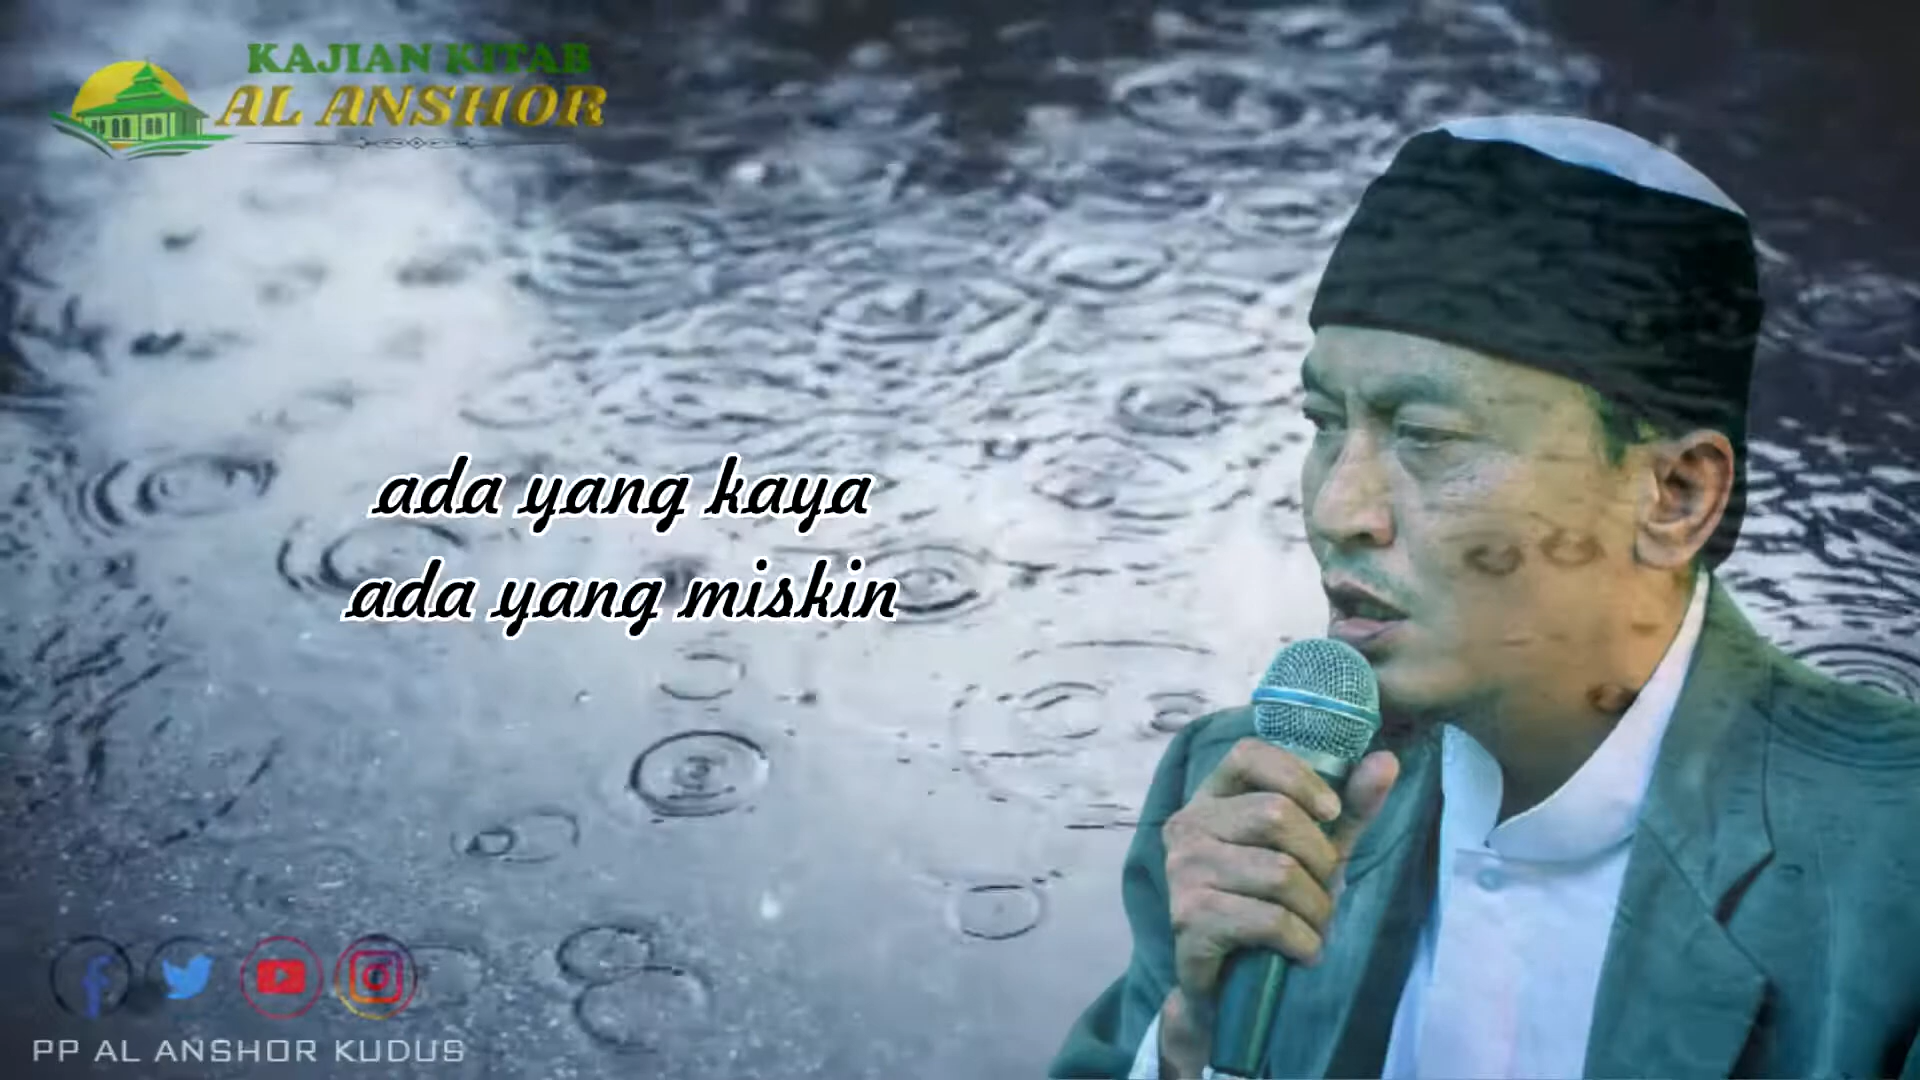 KAJIAN KITAB
AL ANSHOR
ada yang kaya
ada yang miskin
PP AL ANSHOR KUDUS